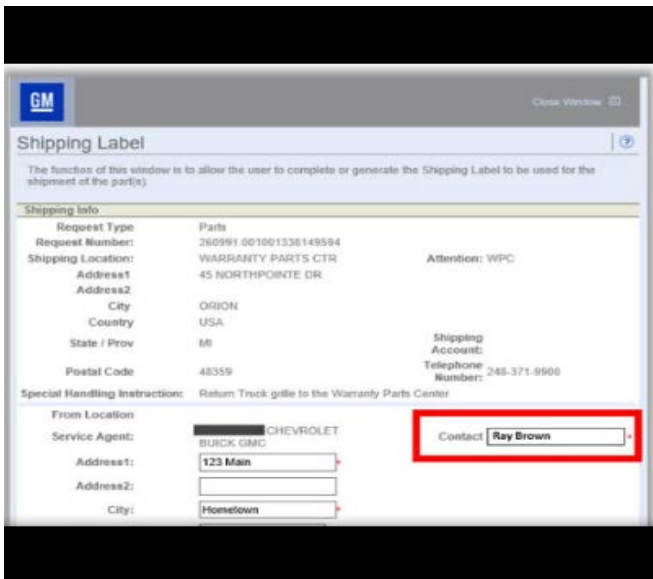 GM
Close Window
Shipping Label
The function of this window is to allow the user to complete or generate the Shipping Label to be used for the
shipment of the part(s)
Shipping Info
Request Type Parts
Request Number: 260991.001001338149594
Shipping Location: WARRANTY PARTS CTR Attention: WPC
Address1 45 NORTHPOINTE DR
Address2
City ORION
Country USA
State / Prov MI Shipping Account:
Postal Code 48359 Telephone Number: 248-371-9900
Special Handling Instruction: Return Truck grille to the Warranty Parts Center
From Location
Service Agent: CHEVROLET BUICK GMC Contact Ray Brown *
Address1: 123 Main *
Address2:
City: Hometown *